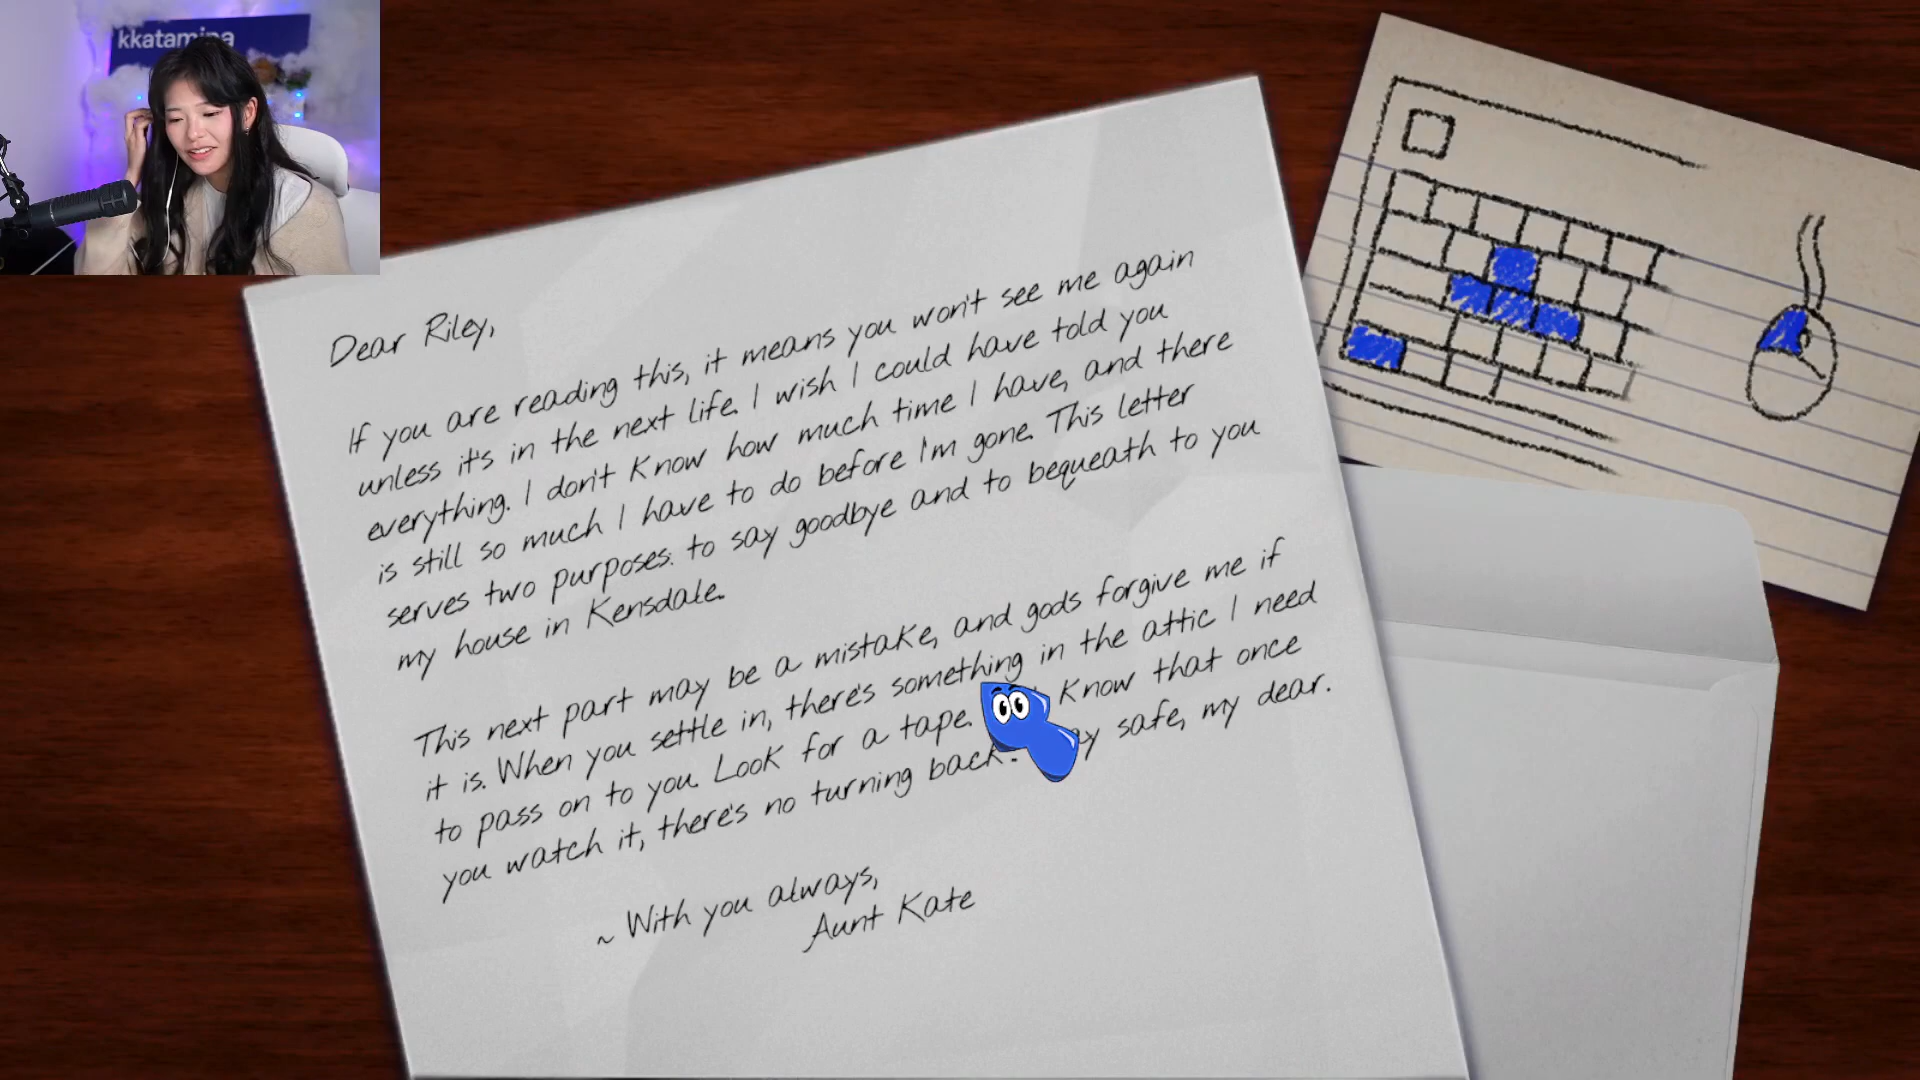 kkatamina
Dear Riley,
If you are reading this, it means you won't see me again
unless it's in the next life. I wish I could have told you
everything. I don't know how much time I have, and there
is still so much I have to do before I'm gone. This letter
serves two purposes: to say goodbye and to bequeath to you
my house in Kensdale.
This next part may be a mistake, and gods forgive me if
it is. When you settle in, there's something in the attic I need
to pass on to you. Look for a tape. Know that once
you watch it, there's no turning back. safe, my dear.
~ With you always,
Aunt Kate